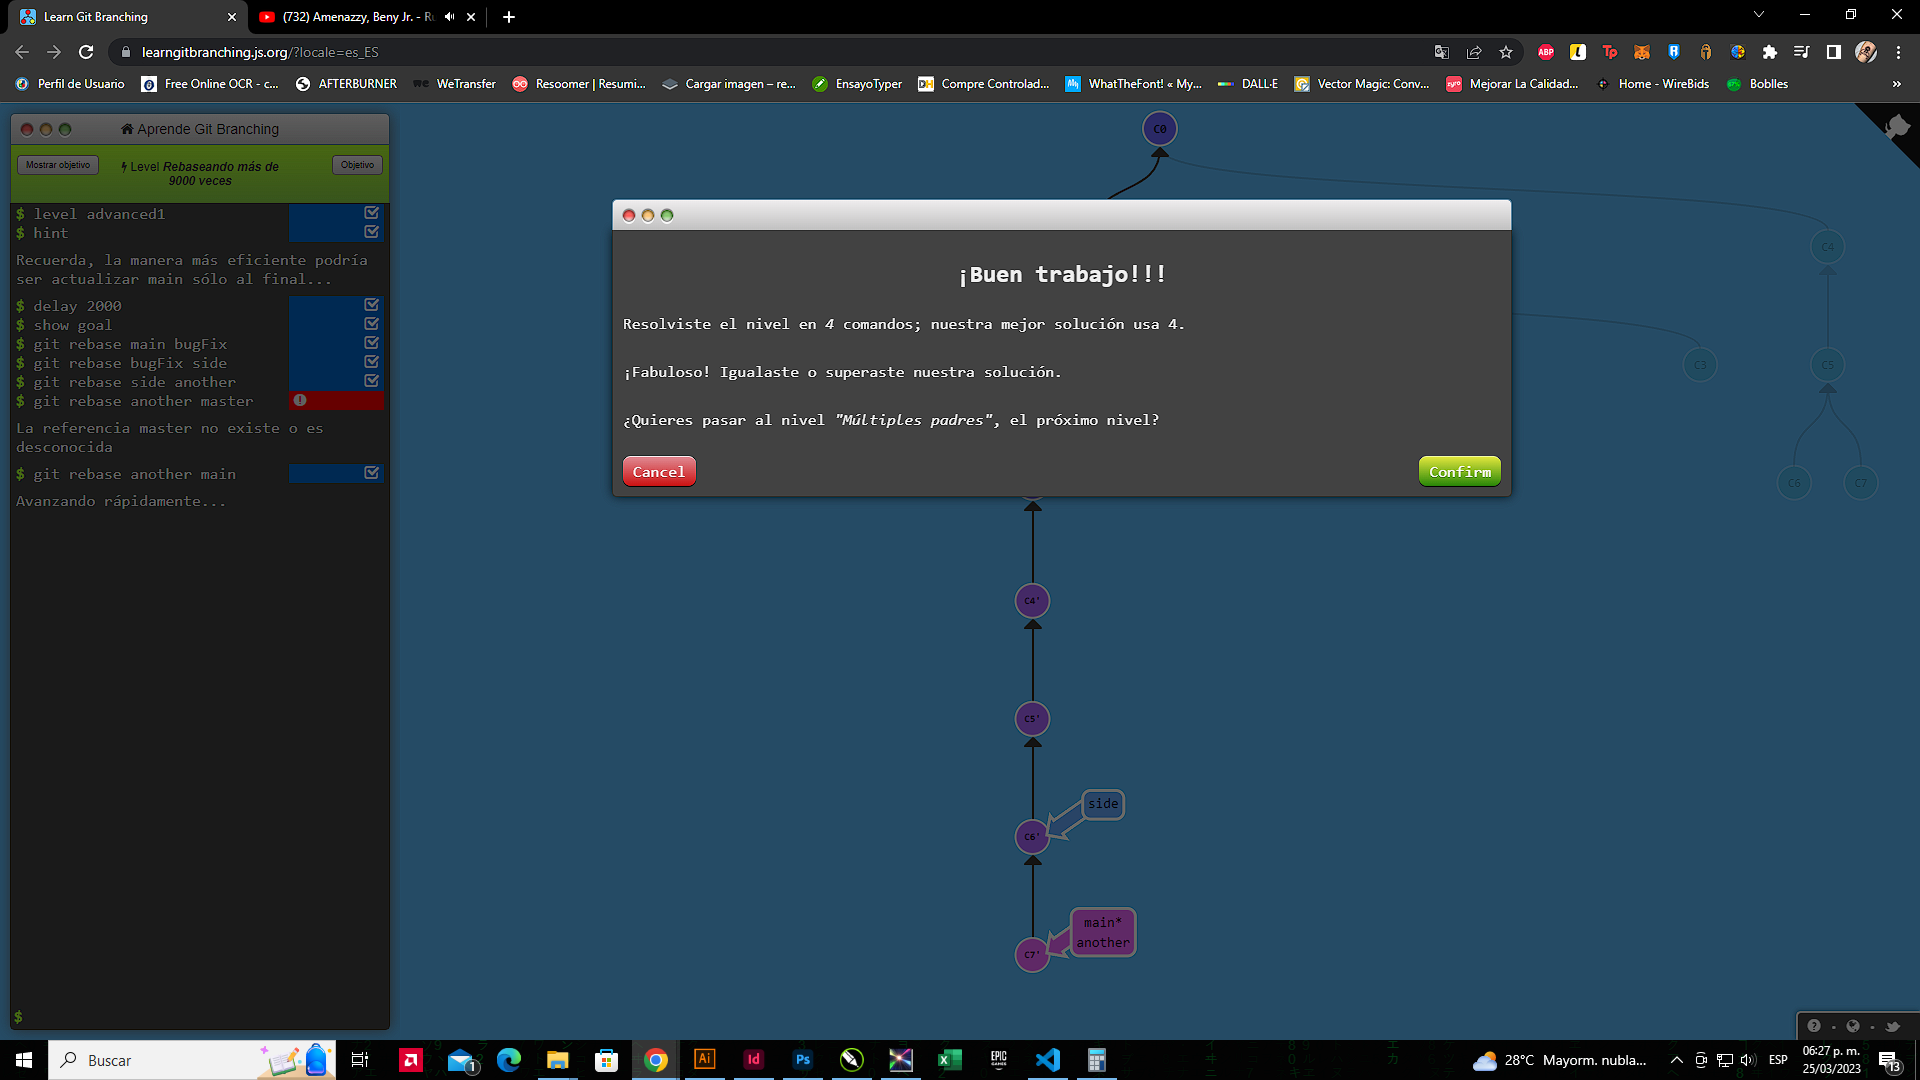 Learn Git Branching
(732) Amenazzy, Beny Jr. - Ru
learngitbranching.js.org/?locale=es_ES
Perfil de Usuario
Free Online OCR - c...
AFTERBURNER
WeTransfer
Resoomer | Resumi...
Cargar imagen – re...
EnsayoTyper
Compre Controlad...
WhatTheFont! « My...
DALL·E
Vector Magic: Conv...
Mejorar La Calidad...
Home - WireBids
Boblles
»
Aprende Git Branching
Mostrar objetivo
Level Rebaseando más de
9000 veces
Objetivo
$ level advanced1
$ hint
Recuerda, la manera más eficiente podría
ser actualizar main sólo al final...
$ delay 2000
$ show goal
$ git rebase main bugFix
$ git rebase bugFix side
$ git rebase side another
$ git rebase another master
La referencia master no existe o es
desconocida
$ git rebase another main
Avanzando rápidamente...
$
C0
¡Buen trabajo!!!
Resolviste el nivel en 4 comandos; nuestra mejor solución usa 4.
¡Fabuloso! Igualaste o superaste nuestra solución.
¿Quieres pasar al nivel "Múltiples padres", el próximo nivel?
Cancel
Confirm
C4
C3
C5
C6
C7
C4'
C5'
side
C6'
main*
another
C7'
Buscar
28°C Mayorm. nubla...
ESP
06:27 p. m.
25/03/2023
13